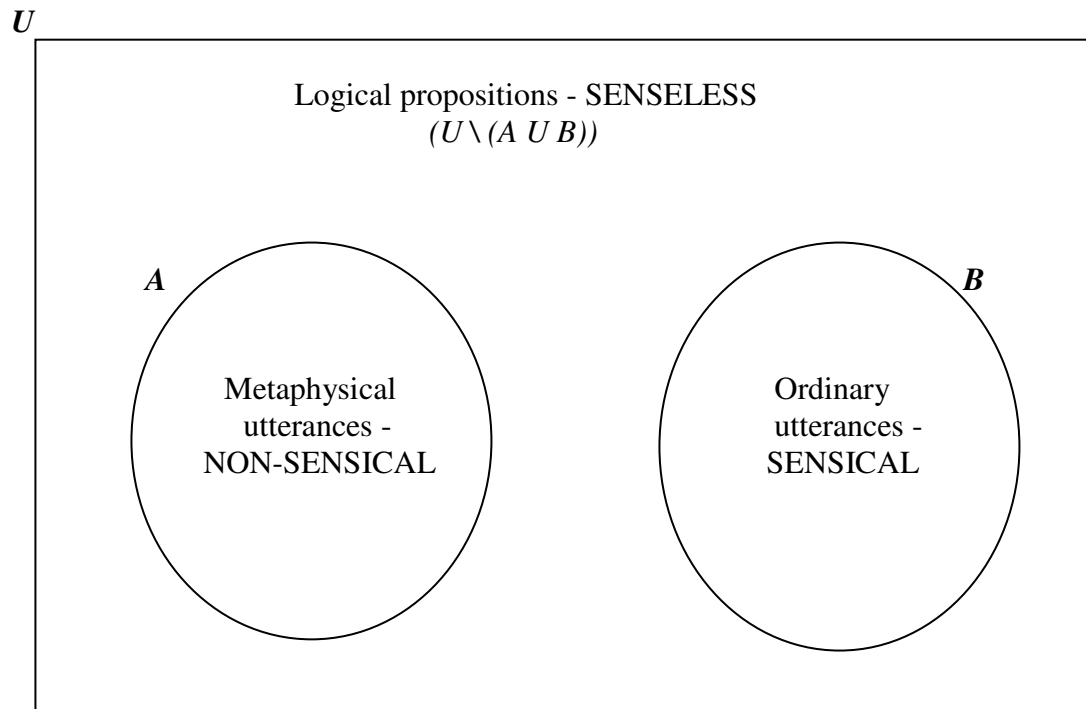 U
Logical propositions - SENSELESS
(U \ (A U B))
A
B
Metaphysical
utterances -
NON-SENSICAL
Ordinary
utterances -
SENSICAL